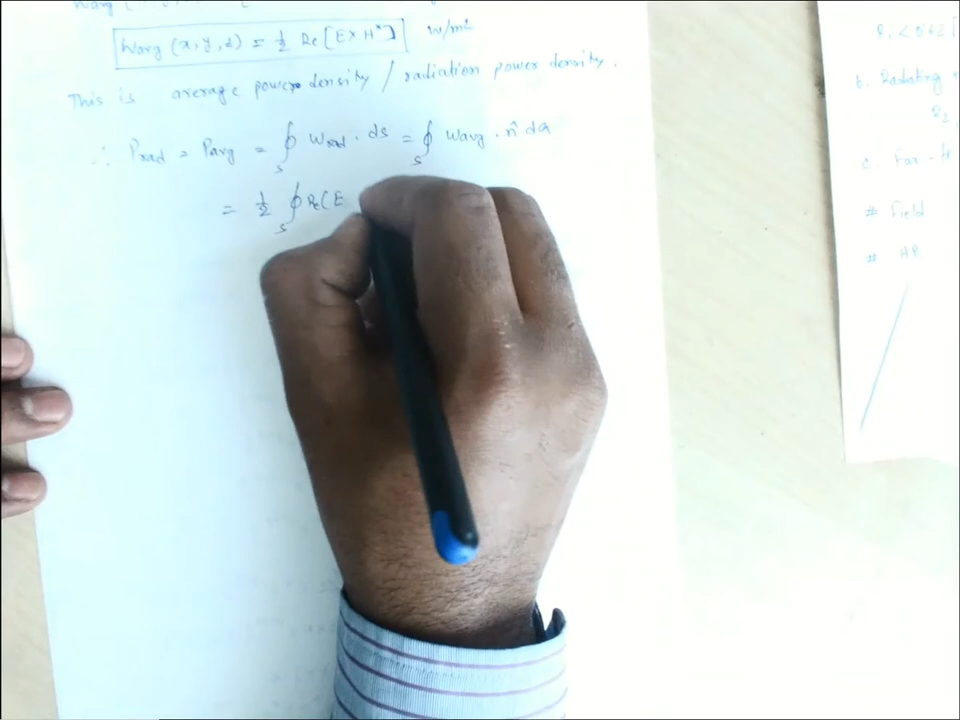 Wavg (x,y,z) = 1/2 Re [E x H*] w/m²
This is average power density / radiation power density.
∴ Prad = Pavg = ∮s Wrad . ds = ∮s Wavg . n̂ da
= 1/2 ∮s Re(E
b. Radiating
R2
c. Far-
# Field
#